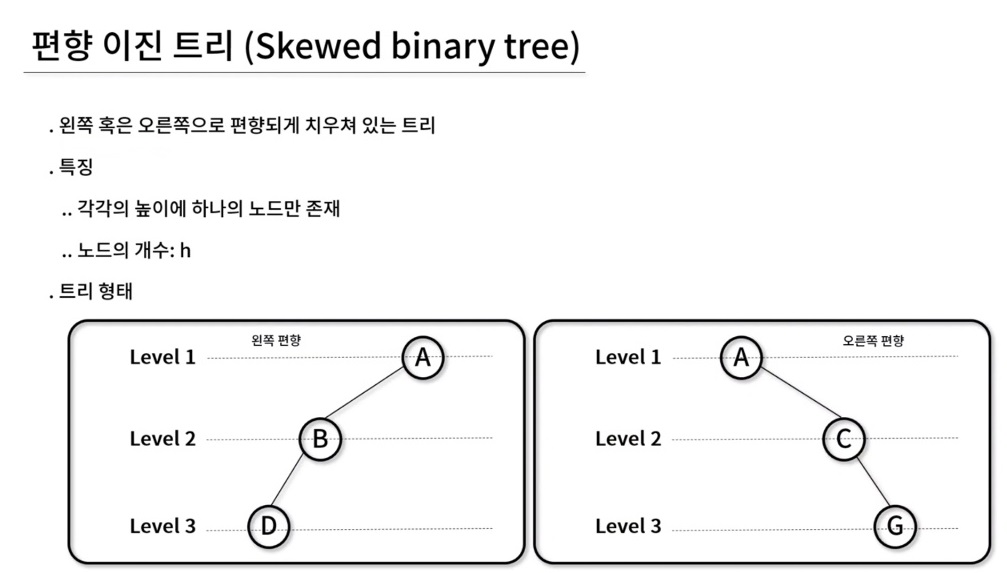 편향 이진 트리 (Skewed binary tree)
. 왼쪽 혹은 오른쪽으로 편향되게 치우쳐 있는 트리
. 특징
.. 각각의 높이에 하나의 노드만 존재
.. 노드의 개수: h
. 트리 형태
왼쪽 편향
Level 1 A
Level 2 B
Level 3 D
오른쪽 편향
Level 1 A
Level 2 C
Level 3 G